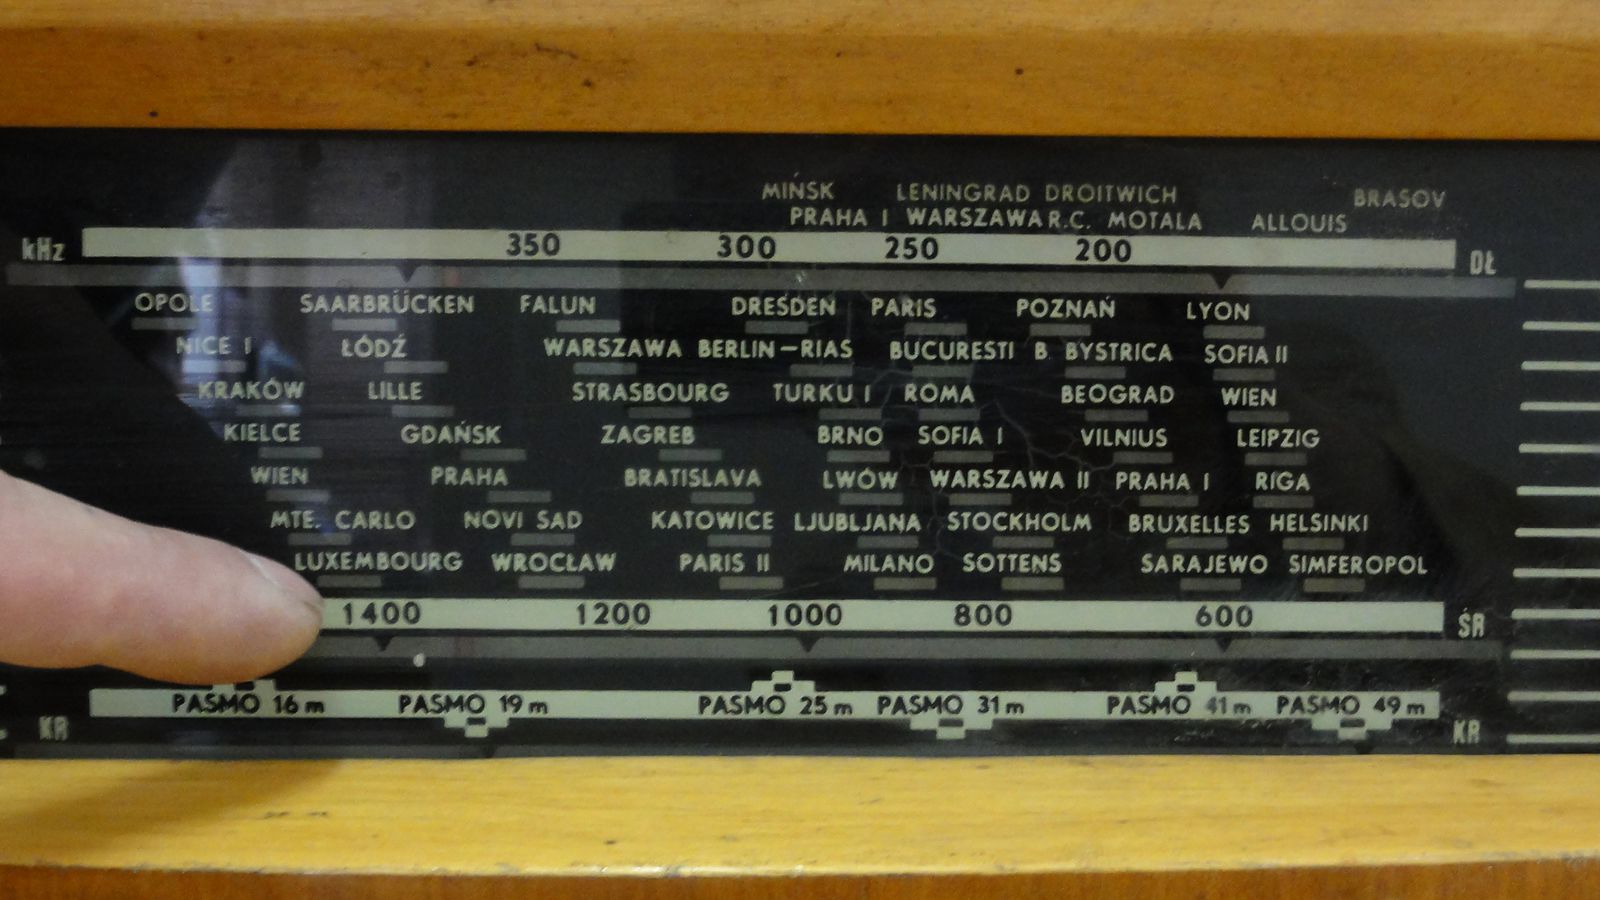 MIŃSK LENINGRAD DROITWICH BRASOV
PRAHA I WARSZAWA R.C. MOTALA ALLOUIS
kHz 350 300 250 200 DŁ
OPOLE SAARBRÜCKEN FALUN DRESDEN PARIS POZNAŃ LYON
NICE I ŁÓDŹ WARSZAWA BERLIN-RIAS BUCURESTI B. BYSTRICA SOFIA II
KRAKÓW LILLE STRASBOURG TURKU I ROMA BEOGRAD WIEN
KIELCE GDAŃSK ZAGREB BRNO SOFIA I VILNIUS LEIPZIG
WIEN PRAHA BRATISLAVA LWÓW WARSZAWA II PRAHA I RIGA
MTE. CARLO NOVI SAD KATOWICE LJUBLJANA STOCKHOLM BRUXELLES HELSINKI
LUXEMBOURG WROCŁAW PARIS II MILANO SOTTENS SARAJEWO SIMFEROPOL
1400 1200 1000 800 600 ŚR
PASMO 16 m PASMO 19 m PASMO 25 m PASMO 31 m PASMO 41 m PASMO 49 m
KR KR